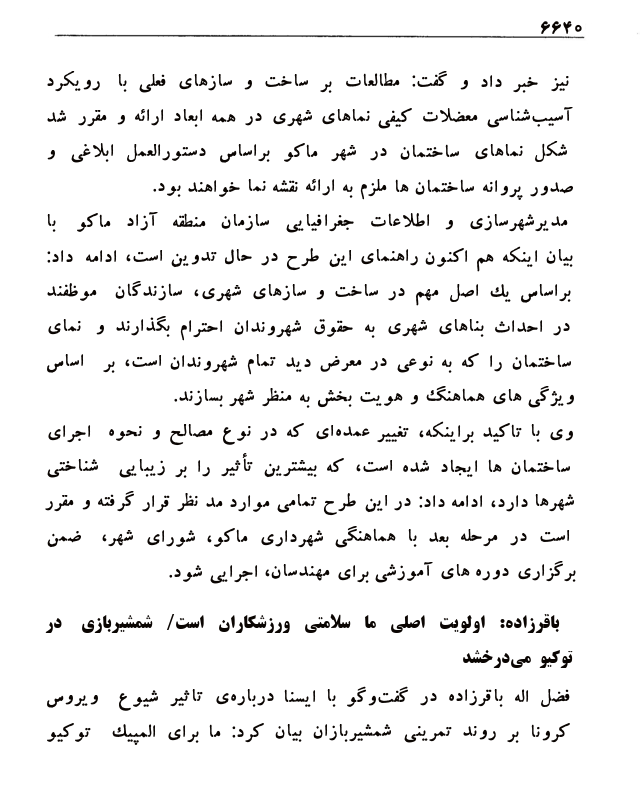 ۶۶۴۰
نیز خبر داد و گفت: مطالعات بر ساخت و سازهای فعلی با رویکرد
آسیب‌شناسی معضلات کیفی نماهای شهری در همه ابعاد ارائه و مقرر شد
شکل نماهای ساختمان در شهر ماکو براساس دستورالعمل ابلاغی و
صدور پروانه ساختمان ها ملزم به ارائه نقشه نما خواهند بود.
مدیرشهرسازی و اطلاعات جغرافیایی سازمان منطقه آزاد ماکو با
بیان اینکه هم اکنون راهنمای این طرح در حال تدوین است، ادامه داد:
براساس یك اصل مهم در ساخت و سازهای شهری، سازندگان موظفند
در احداث بناهای شهری به حقوق شهروندان احترام بگذارند و نمای
ساختمان را که به نوعی در معرض دید تمام شهروندان است، بر اساس
ویژگی های هماهنگ و هویت بخش به منظر شهر بسازند.
وی با تاکید براینکه، تغییر عمده‌ای که در نوع مصالح و نحوه اجرای
ساختمان ها ایجاد شده است، که بیشترین تأثیر را بر زیبایی شناختی
شهرها دارد، ادامه داد: در این طرح تمامی موارد مد نظر قرار گرفته و مقرر
است در مرحله بعد با هماهنگی شهرداری ماکو، شورای شهر، ضمن
برگزاری دوره های آموزشی برای مهندسان، اجرایی شود.
باقرزاده: اولویت اصلی ما سلامتی ورزشکاران است/ شمشیربازی در
توکیو می‌درخشد
فضل اله باقرزاده در گفت‌وگو با ایسنا درباره‌ی تاثیر شیوع ویروس
کرونا بر روند تمرینی شمشیربازان بیان کرد: ما برای المپیك توکیو